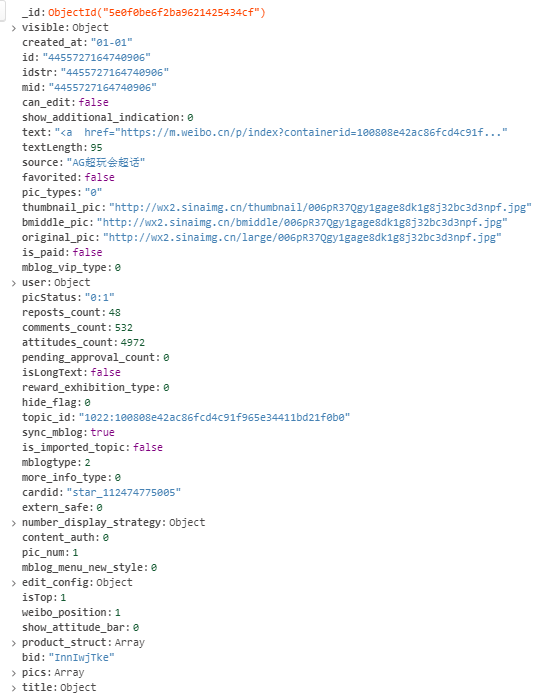 _id: ObjectId("5e0f0be6f2ba9621425434cf")
> visible: Object
created_at: "01-01"
id: "4455727164740906"
idstr: "4455727164740906"
mid: "4455727164740906"
can_edit: false
show_additional_indication: 0
text: "<a  href="https://m.weibo.cn/p/index?containerid=100808e42ac86fcd4c91f..."
textLength: 95
source: "AG超玩会超话"
favorited: false
pic_types: "0"
thumbnail_pic: "http://wx2.sinaimg.cn/thumbnail/006pR37Qgy1gage8dk1g8j32bc3d3npf.jpg"
bmiddle_pic: "http://wx2.sinaimg.cn/bmiddle/006pR37Qgy1gage8dk1g8j32bc3d3npf.jpg"
original_pic: "http://wx2.sinaimg.cn/large/006pR37Qgy1gage8dk1g8j32bc3d3npf.jpg"
is_paid: false
mblog_vip_type: 0
> user: Object
picStatus: "0:1"
reposts_count: 48
comments_count: 532
attitudes_count: 4972
pending_approval_count: 0
isLongText: false
reward_exhibition_type: 0
hide_flag: 0
topic_id: "1022:100808e42ac86fcd4c91f965e34411bd21f0b0"
sync_mblog: true
is_imported_topic: false
mblogtype: 2
more_info_type: 0
cardid: "star_112474775005"
extern_safe: 0
> number_display_strategy: Object
content_auth: 0
pic_num: 1
mblog_menu_new_style: 0
> edit_config: Object
isTop: 1
weibo_position: 1
show_attitude_bar: 0
> product_struct: Array
bid: "InnIwjTke"
> pics: Array
> title: Object